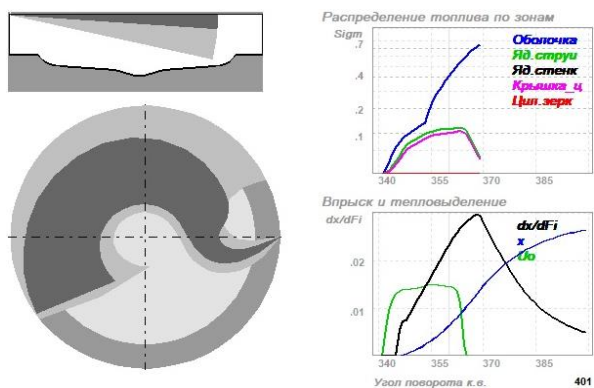 Распределение топлива по зонам
Sigm
.7
.4
.2
.1
Оболочка
Яд.струи
Яд.стенк
Крышка_ц
Цил.зерк
340 355 370 385
Впрыск и тепловыделение
dx/dFi
.02
.01
dx/dFi
x
Uo
340 355 370 385
Угол поворота к.в. 401